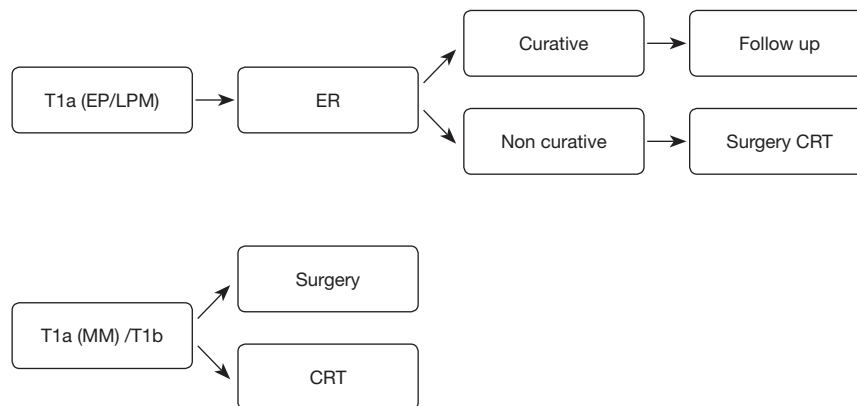 Curative
Follow up
T1a (EP/LPM)
ER
Non curative
Surgery CRT
Surgery
T1a (MM) /T1b
CRT